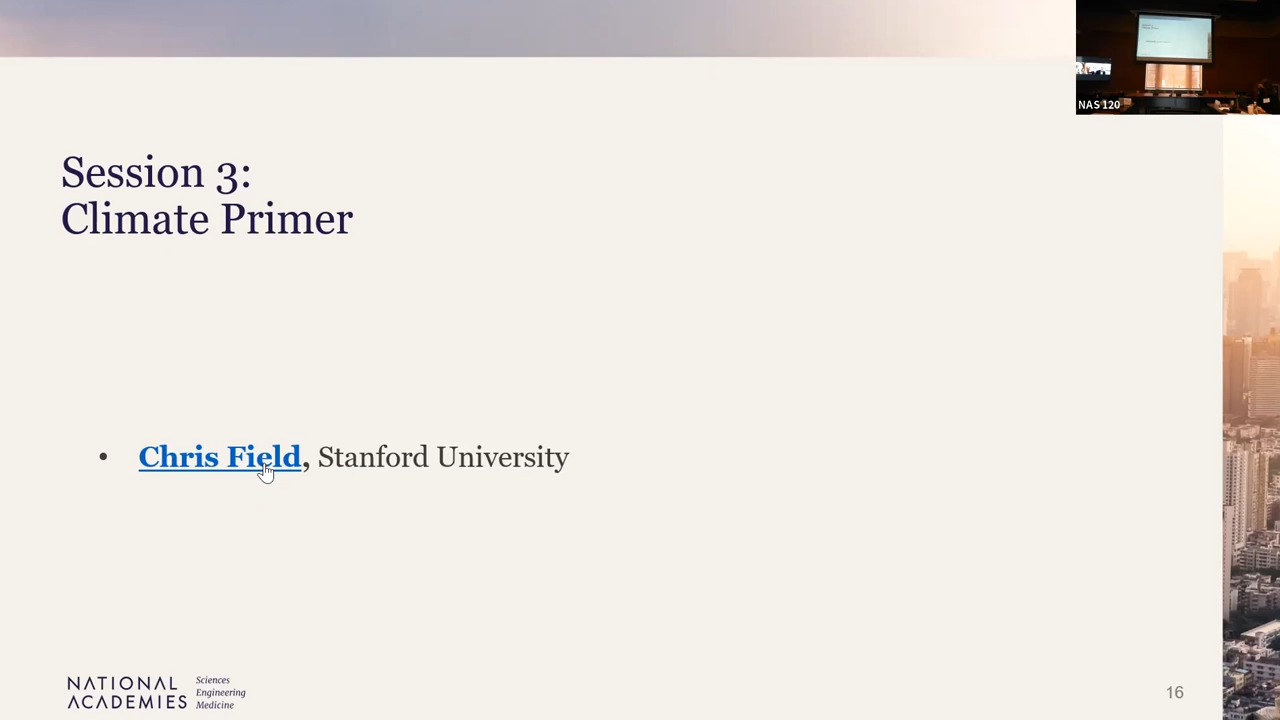 NAS 120
Session 3:
Climate Primer
• Chris Field, Stanford University
NATIONAL
ACADEMIES
Sciences
Engineering
Medicine
16